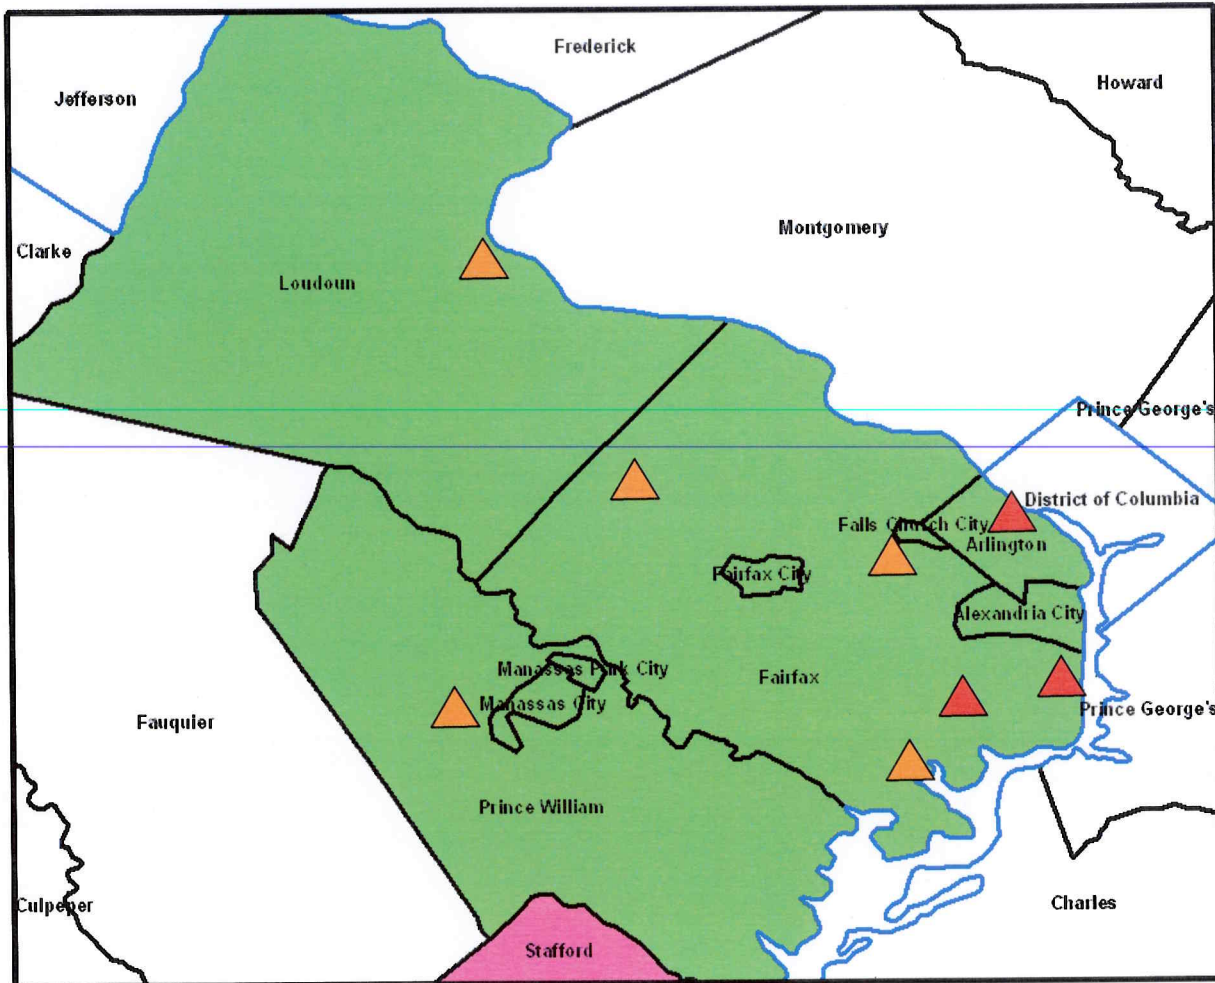 Frederick
Howard
Jefferson
Montgomery
Clarke
Loudoun
Prince George's
District of Columbia
Falls Church City
Arlington
Fairfax City
Alexandria City
Manassas Park City
Fairfax
Manassas City
Prince George's
Fauquier
Prince William
Culpeper
Charles
Stafford